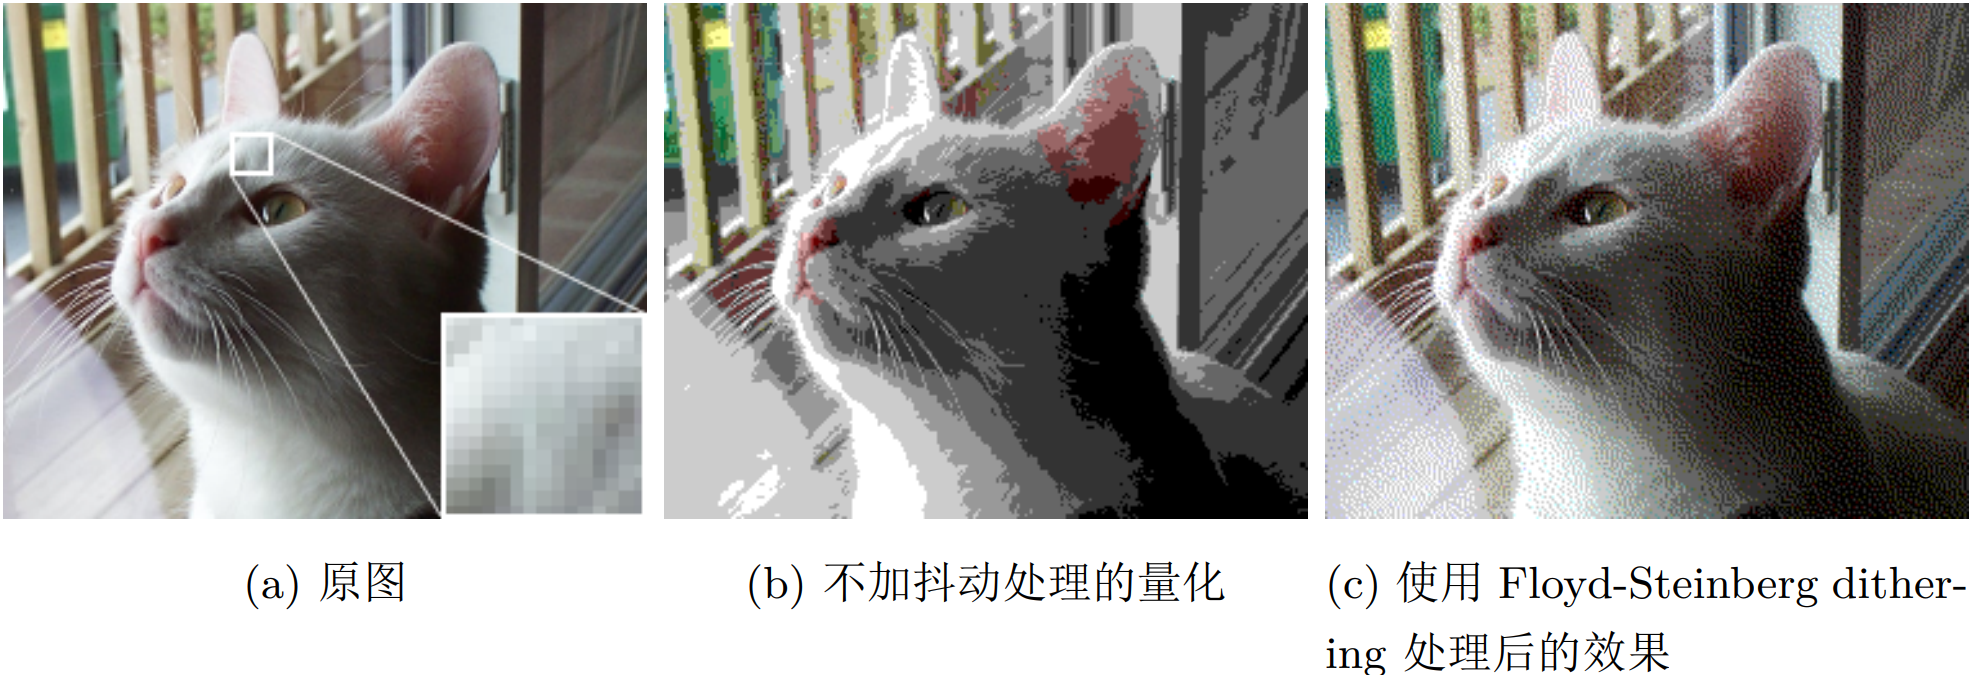 (a) 原图
(b) 不加抖动处理的量化
(c) 使用 Floyd-Steinberg dither-
ing 处理后的效果